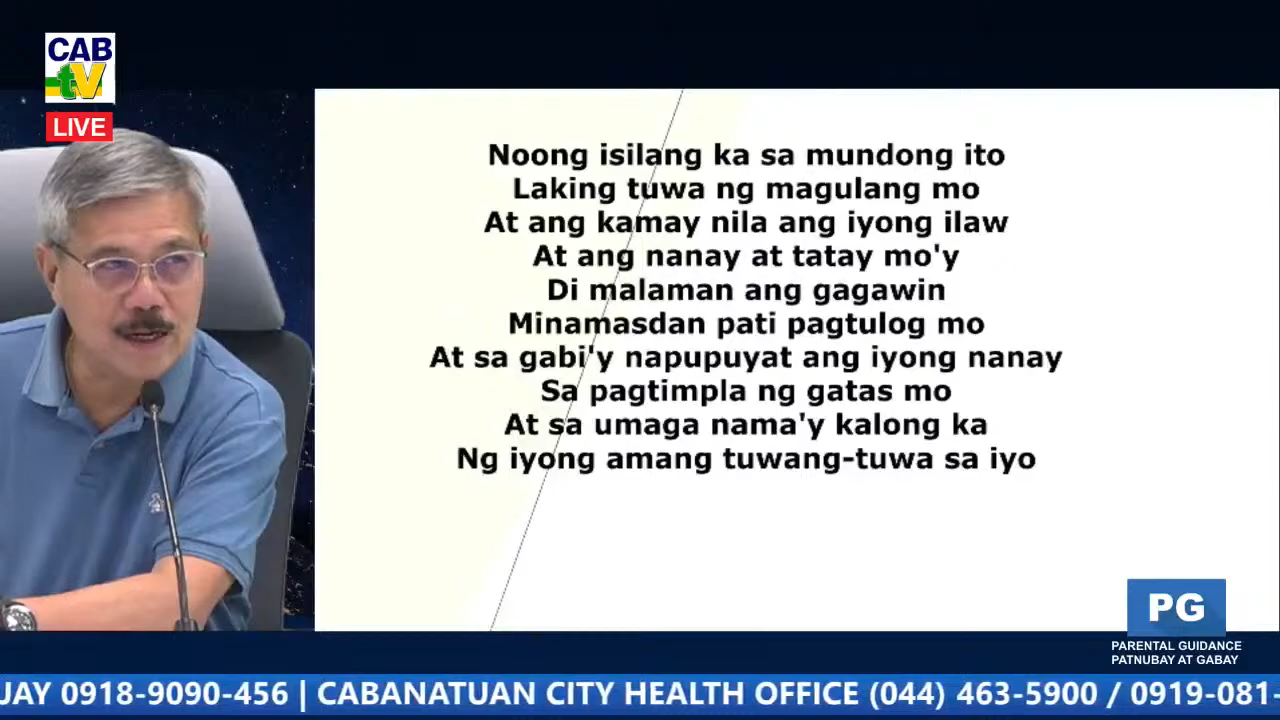 CAB
tV
LIVE
Noong isilang ka sa mundong ito
Laking tuwa ng magulang mo
At ang kamay nila ang iyong ilaw
At ang nanay at tatay mo'y
Di malaman ang gagawin
Minamasdan pati pagtulog mo
At sa gabi'y napupuyat ang iyong nanay
Sa pagtimpla ng gatas mo
At sa umaga nama'y kalong ka
Ng iyong amang tuwang-tuwa sa iyo
PG
PARENTAL GUIDANCE
PATNUBAY AT GABAY
JAY 0918-9090-456 | CABANATUAN CITY HEALTH OFFICE (044) 463-5900 / 0919-081-